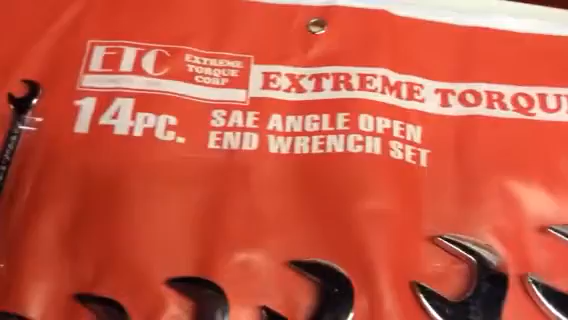 ETC EXTREME
TORQUE
CORP
EXTREME TORQU
14PC. SAE ANGLE OPEN
END WRENCH SET